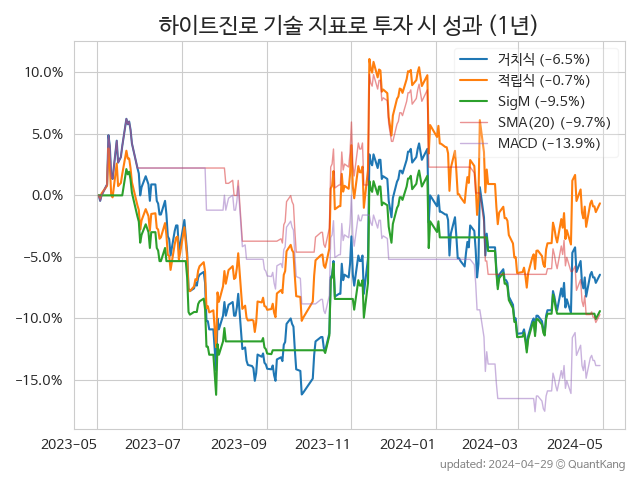 하이트진로 기술 지표로 투자 시 성과 (1년)
거치식 (−6.5%)
적립식 (−0.7%)
SigM (−9.5%)
SMA(20) (−9.7%)
MACD (−13.9%)
10.0%
5.0%
0.0%
−5.0%
−10.0%
−15.0%
2023-05 2023-07 2023-09 2023-11 2024-01 2024-03 2024-05
updated: 2024-04-29 © QuantKang